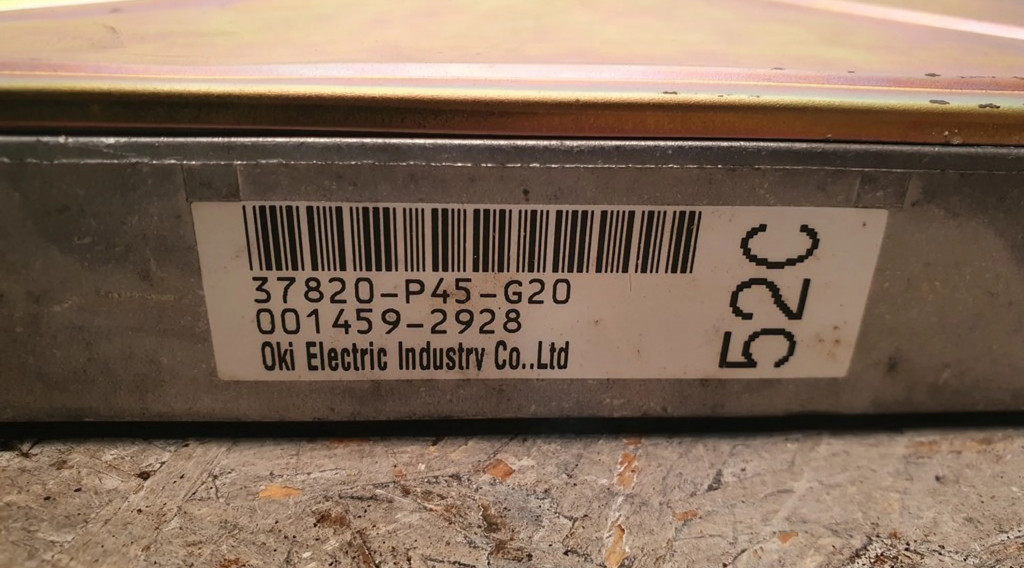 37820-P45-G20
001459-2928
Oki Electric Industry Co.,Ltd
52C